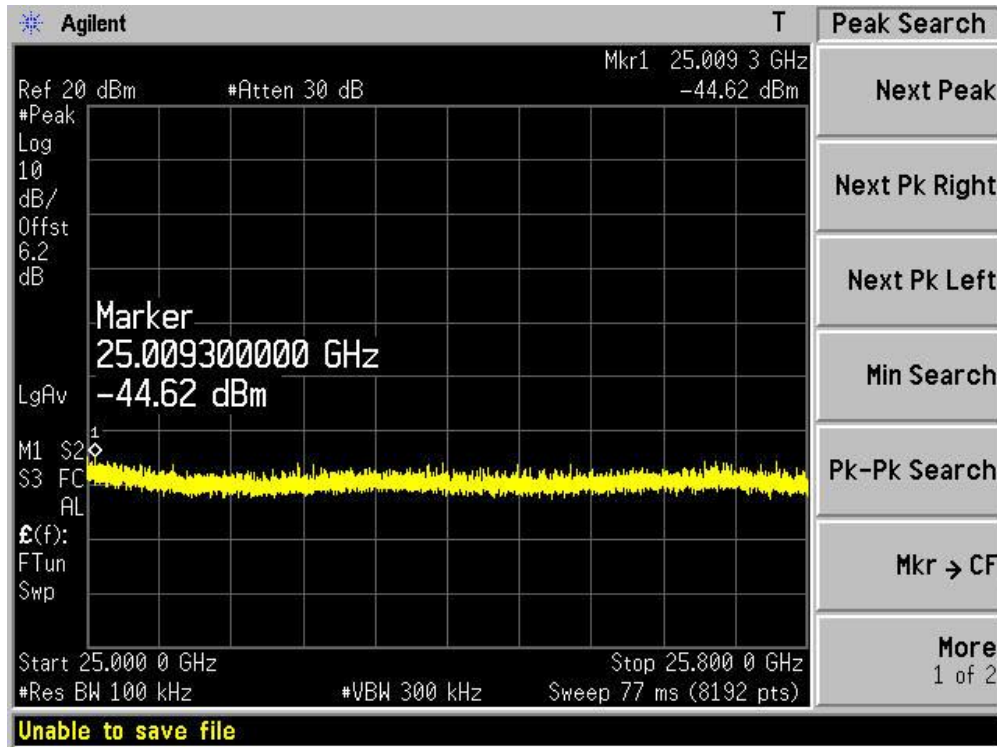 Agilent T Peak Search
Mkr1 25.009 3 GHz
Ref 20 dBm #Atten 30 dB -44.62 dBm
#Peak
Log
10
dB/
Offst
6.2
dB
Marker
25.009300000 GHz
-44.62 dBm
LgAv
1
M1 S2
S3 FC
AL
£(f):
FTun
Swp
Start 25.000 0 GHz Stop 25.800 0 GHz
#Res BW 100 kHz #VBW 300 kHz Sweep 77 ms (8192 pts)
Unable to save file
Next Peak
Next Pk Right
Next Pk Left
Min Search
Pk-Pk Search
Mkr → CF
More
1 of 2